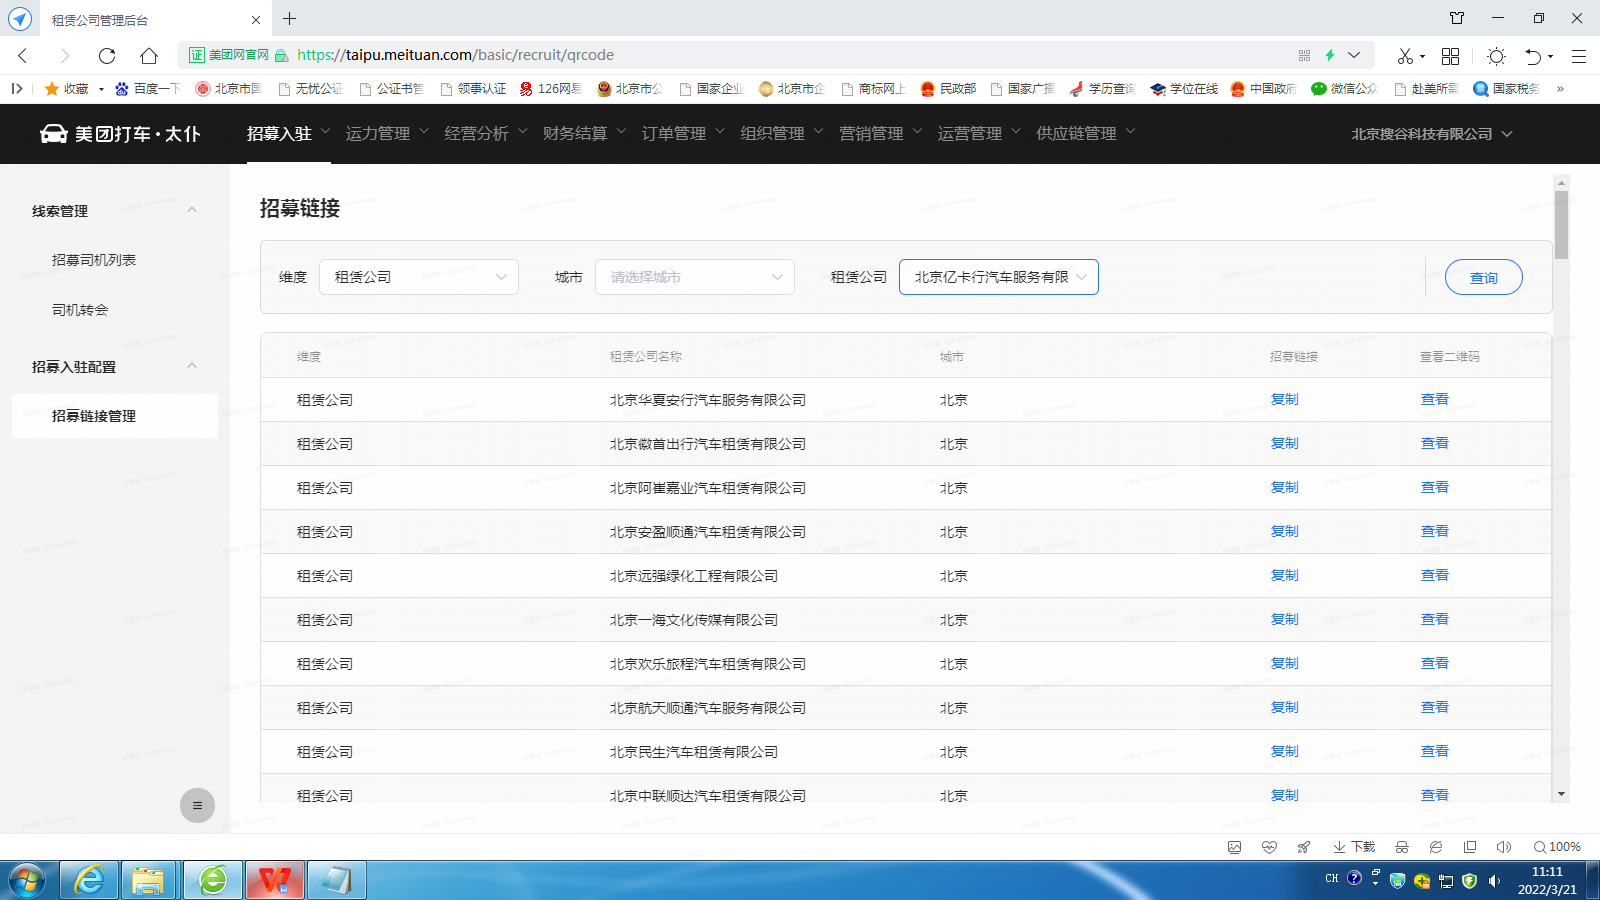 租赁公司管理后台
证 美团网官网 https://taipu.meituan.com/basic/recruit/qrcode
收藏 百度一下 北京市国 无忧公证 公证书管 领事认证 126网易 北京市公 国家企业 北京市企 商标网上 民政部 国家广播 学历查询 学位在线 中国政府 微信公众 赴美所需 国家税务 »
美团打车·太仆 招募入驻 运力管理 经营分析 财务结算 订单管理 组织管理 营销管理 运营管理 供应链管理 北京搜谷科技有限公司
线索管理
招募司机列表
司机转会
招募入驻配置
招募链接管理
招募链接
维度 租赁公司 城市 请选择城市 租赁公司 北京亿卡行汽车服务有限 查询
维度 租赁公司名称 城市 招募链接 查看二维码
租赁公司 北京华夏安行汽车服务有限公司 北京 复制 查看
租赁公司 北京徽首出行汽车租赁有限公司 北京 复制 查看
租赁公司 北京阿崔嘉业汽车租赁有限公司 北京 复制 查看
租赁公司 北京安盈顺通汽车租赁有限公司 北京 复制 查看
租赁公司 北京远强绿化工程有限公司 北京 复制 查看
租赁公司 北京一海文化传媒有限公司 北京 复制 查看
租赁公司 北京欢乐旅程汽车租赁有限公司 北京 复制 查看
租赁公司 北京航天顺通汽车服务有限公司 北京 复制 查看
租赁公司 北京民生汽车租赁有限公司 北京 复制 查看
租赁公司 北京中联顺达汽车租赁有限公司 北京 复制 查看
下载 100%
CH 11:11
2022/3/21